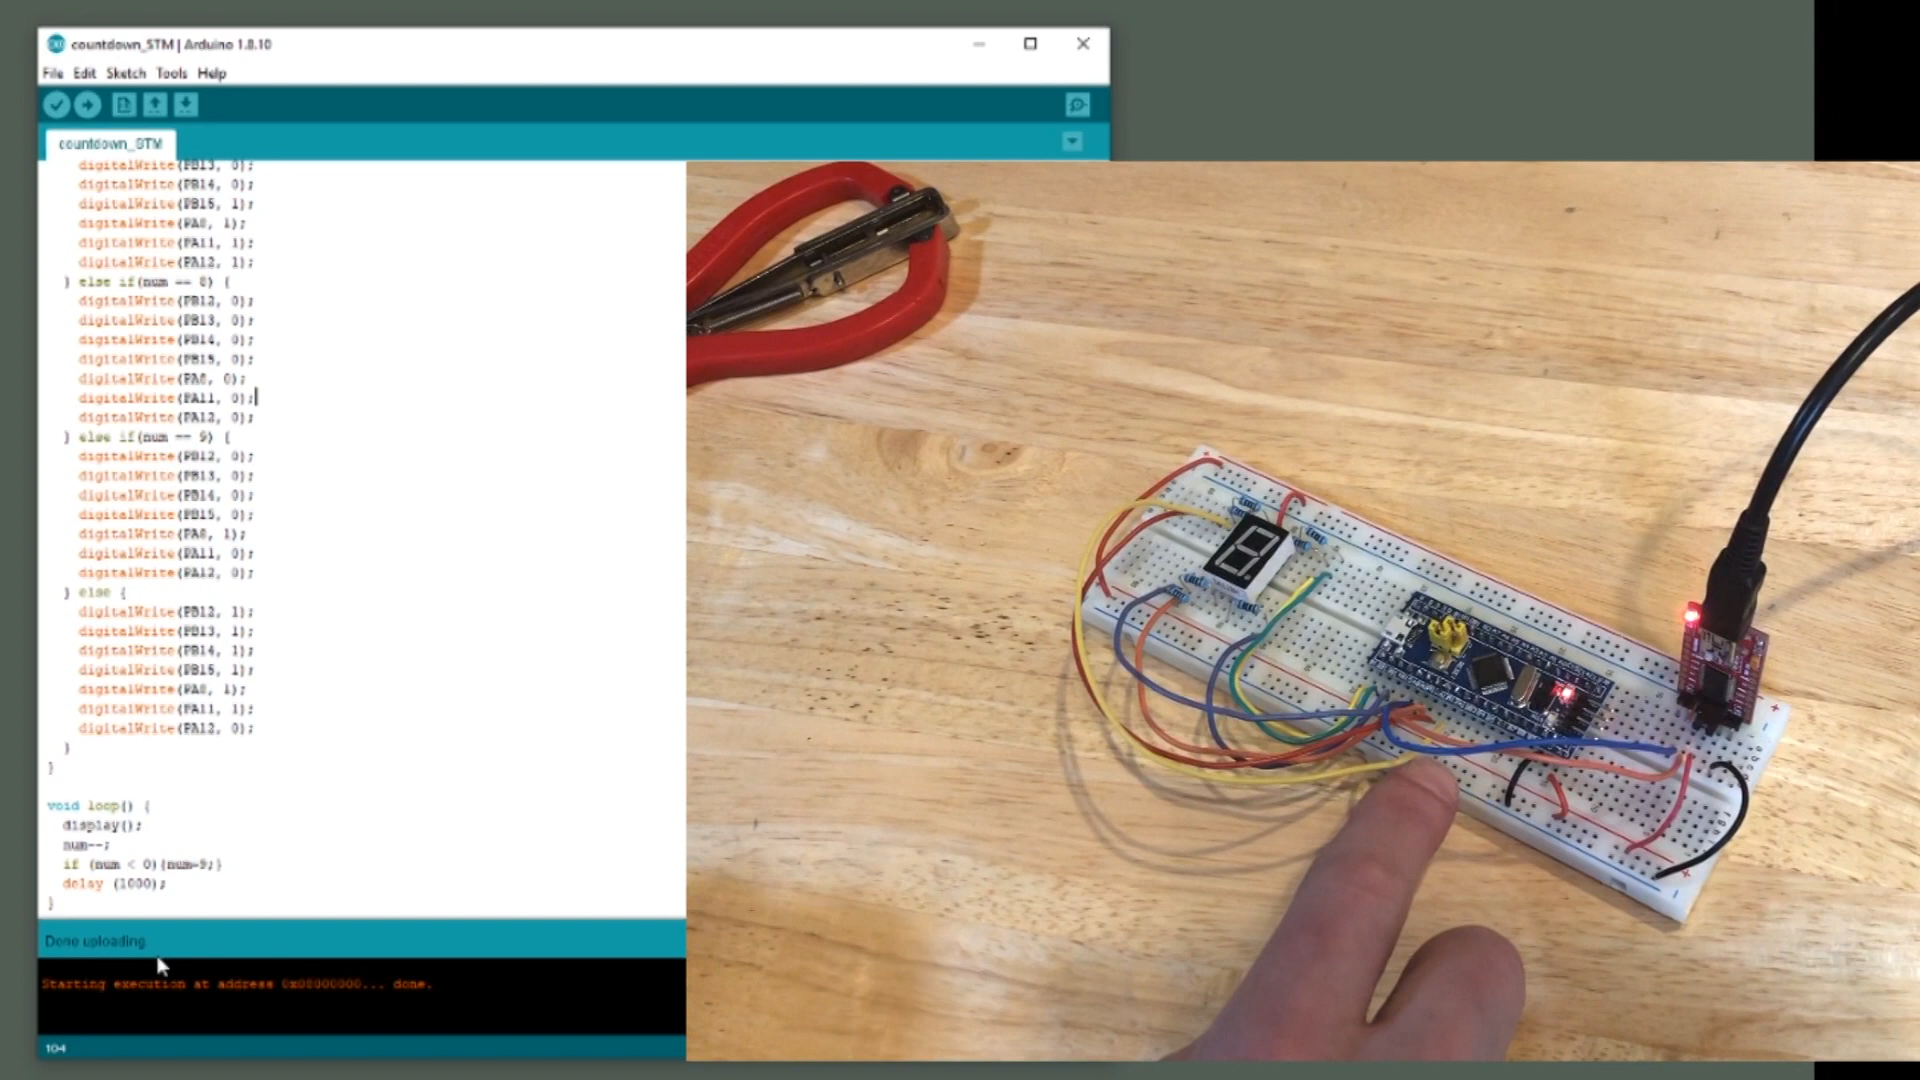 countdown_STM | Arduino 1.8.10
File Edit Sketch Tools Help
countdown_STM
digitalWrite(PB13, 0);
digitalWrite(PB14, 0);
digitalWrite(PB15, 1);
digitalWrite(PA8, 1);
digitalWrite(PA11, 1);
digitalWrite(PA12, 1);
} else if(num == 8) {
digitalWrite(PB12, 0);
digitalWrite(PB13, 0);
digitalWrite(PB14, 0);
digitalWrite(PB15, 0);
digitalWrite(PA8, 0);
digitalWrite(PA11, 0);
digitalWrite(PA12, 0);
} else if(num == 9) {
digitalWrite(PB12, 0);
digitalWrite(PB13, 0);
digitalWrite(PB14, 0);
digitalWrite(PB15, 0);
digitalWrite(PA8, 1);
digitalWrite(PA11, 0);
digitalWrite(PA12, 0);
} else {
digitalWrite(PB12, 1);
digitalWrite(PB13, 1);
digitalWrite(PB14, 1);
digitalWrite(PB15, 1);
digitalWrite(PA8, 1);
digitalWrite(PA11, 1);
digitalWrite(PA12, 0);
}
}
void loop() {
display();
num--;
if (num < 0){num=9;}
delay (1000);
}
Done uploading
Starting execution at address 0x08000000... done.
104